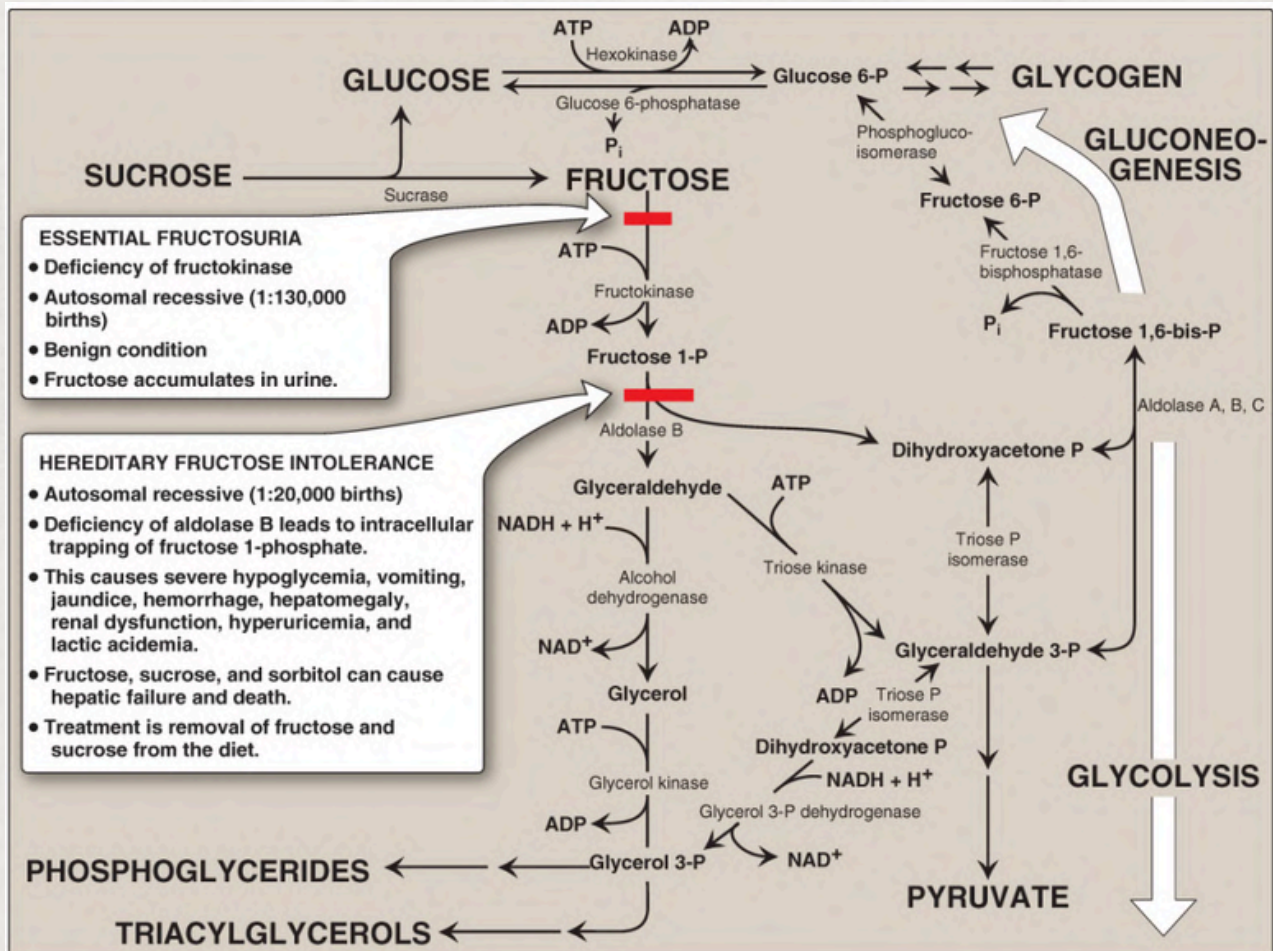 ATP
ADP
Hexokinase
GLUCOSE
Glucose 6-P
GLYCOGEN
Glucose 6-phosphatase
Pi
Phosphogluco-
isomerase
GLUCONEO-
GENESIS
SUCROSE
Sucrase
FRUCTOSE
Fructose 6-P
ESSENTIAL FRUCTOSURIA
• Deficiency of fructokinase
• Autosomal recessive (1:130,000
births)
• Benign condition
• Fructose accumulates in urine.
ATP
Fructokinase
ADP
Fructose 1,6-
bisphosphatase
Pi
Fructose 1,6-bis-P
Fructose 1-P
Aldolase A, B, C
Aldolase B
Dihydroxyacetone P
HEREDITARY FRUCTOSE INTOLERANCE
• Autosomal recessive (1:20,000 births)
• Deficiency of aldolase B leads to intracellular
trapping of fructose 1-phosphate.
• This causes severe hypoglycemia, vomiting,
jaundice, hemorrhage, hepatomegaly,
renal dysfunction, hyperuricemia, and
lactic acidemia.
• Fructose, sucrose, and sorbitol can cause
hepatic failure and death.
• Treatment is removal of fructose and
sucrose from the diet.
Glyceraldehyde
ATP
NADH + H+
Triose P
isomerase
Triose kinase
Alcohol
dehydrogenase
NAD+
Glyceraldehyde 3-P
Glycerol
ADP
Triose P
isomerase
ATP
Dihydroxyacetone P
NADH + H+
GLYCOLYSIS
Glycerol kinase
Glycerol 3-P dehydrogenase
ADP
NAD+
PHOSPHOGLYCERIDES
Glycerol 3-P
PYRUVATE
TRIACYLGLYCEROLS